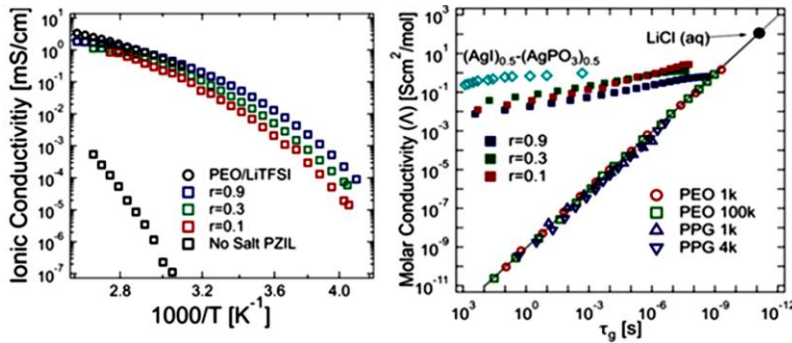 Ionic Conductivitiy [mS/cm]
10¹
10⁰
10⁻¹
10⁻²
10⁻³
10⁻⁴
10⁻⁵
10⁻⁶
10⁻⁷
PEO/LiTFSI
r=0.9
r=0.3
r=0.1
No Salt PZIL
2.8 3.2 3.6 4.0
1000/T [K⁻¹]
Molar Conductivity (Λ) [Scm²/mol]
10³
10¹
10⁻¹
10⁻³
10⁻⁵
10⁻⁷
10⁻⁹
10⁻¹¹
LiCl (aq)
(AgI)₀.₅-(AgPO₃)₀.₅
r=0.9
r=0.3
r=0.1
PEO 1k
PEO 100k
PPG 1k
PPG 4k
10³ 10⁰ 10⁻³ 10⁻⁶ 10⁻⁹ 10⁻¹²
τg [s]